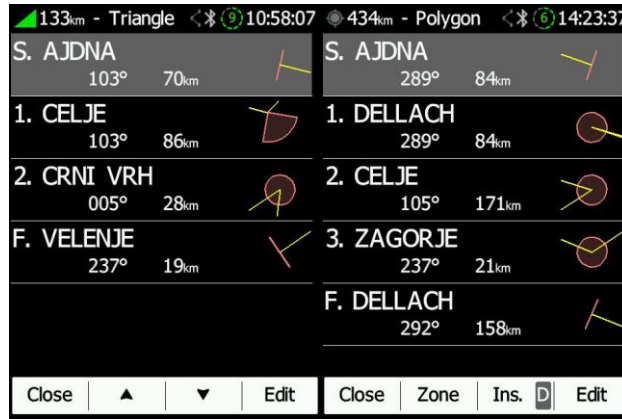 133km - Triangle 9 10:58:07
S. AJDNA
103° 70km
1. CELJE
103° 86km
2. CRNI VRH
005° 28km
F. VELENJE
237° 19km
Close Edit
434km - Polygon 6 14:23:37
S. AJDNA
289° 84km
1. DELLACH
289° 84km
2. CELJE
105° 171km
3. ZAGORJE
237° 21km
F. DELLACH
292° 158km
Close Zone Ins. D Edit